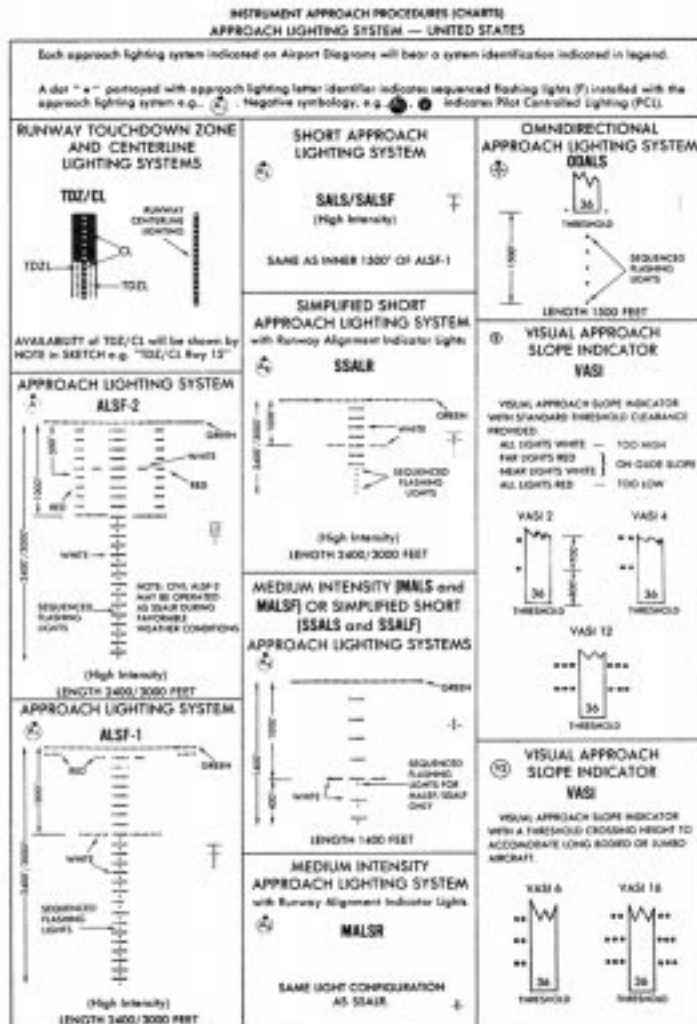 INSTRUMENT APPROACH PROCEDURES (CHARTS)
APPROACH LIGHTING SYSTEM — UNITED STATES
Each approach lighting system indicated on Airport Diagrams will bear a system identification indicated in legend.
A dot "•" portrayed with approach lighting letter identifier indicates sequenced flashing lights (F) installed with the
approach lighting system e.g., . Negative symbology, e.g., , indicates Pilot Controlled Lighting (PCL).
RUNWAY TOUCHDOWN ZONE
AND CENTERLINE
LIGHTING SYSTEMS
TDZ/CL
RUNWAY
CENTERLINE
LIGHTING
CL
TDZL
TDZL
AVAILABILITY of TDZ/CL will be shown by
NOTE in SKETCH e.g. "TDZ/CL Rwy 15"
APPROACH LIGHTING SYSTEM
ALSF-2
GREEN
WHITE
RED
RED
1000'
2400'/3000'
WHITE
SEQUENCED
FLASHING
LIGHTS
NOTE: CIVIL ALSF-2
MAY BE OPERATED
AS SSALR DURING
FAVORABLE
WEATHER CONDITIONS
(High Intensity)
LENGTH 2400/3000 FEET
APPROACH LIGHTING SYSTEM
ALSF-1
GREEN
RED
2400'/3000'
WHITE
SEQUENCED
FLASHING
LIGHTS
(High Intensity)
LENGTH 2400/3000 FEET
SHORT APPROACH
LIGHTING SYSTEM
SALS/SALSF
(High Intensity)
SAME AS INNER 1500' OF ALSF-1
SIMPLIFIED SHORT
APPROACH LIGHTING SYSTEM
with Runway Alignment Indicator Lights
SSALR
GREEN
WHITE
1000'
2400'/3000'
SEQUENCED
FLASHING
LIGHTS
(High Intensity)
LENGTH 2400/3000 FEET
MEDIUM INTENSITY (MALS and
MALSF) OR SIMPLIFIED SHORT
(SSALS and SSALF)
APPROACH LIGHTING SYSTEMS
GREEN
1000'
1400'
400'
WHITE
SEQUENCED
FLASHING
LIGHTS FOR
MALSF/SSALF
ONLY
LENGTH 1400 FEET
MEDIUM INTENSITY
APPROACH LIGHTING SYSTEM
with Runway Alignment Indicator Lights
MALSR
SAME LIGHT CONFIGURATION
AS SSALR.
OMNIDIRECTIONAL
APPROACH LIGHTING SYSTEM
ODALS
36
THRESHOLD
1500'
SEQUENCED
FLASHING
LIGHTS
LENGTH 1500 FEET
VISUAL APPROACH
SLOPE INDICATOR
VASI
VISUAL APPROACH SLOPE INDICATOR
WITH STANDARD THRESHOLD CLEARANCE
PROVIDED.
ALL LIGHTS WHITE — TOO HIGH
FAR LIGHTS RED
NEAR LIGHTS WHITE ON GLIDE SLOPE
ALL LIGHTS RED — TOO LOW
VASI 2
VASI 4
36
36
THRESHOLD
THRESHOLD
VASI 12
36
THRESHOLD
VISUAL APPROACH
SLOPE INDICATOR
VASI
VISUAL APPROACH SLOPE INDICATOR
WITH A THRESHOLD CROSSING HEIGHT TO
ACCOMODATE LONG BODIED OR JUMBO
AIRCRAFT.
VASI 6
VASI 16
36
36
THRESHOLD
THRESHOLD